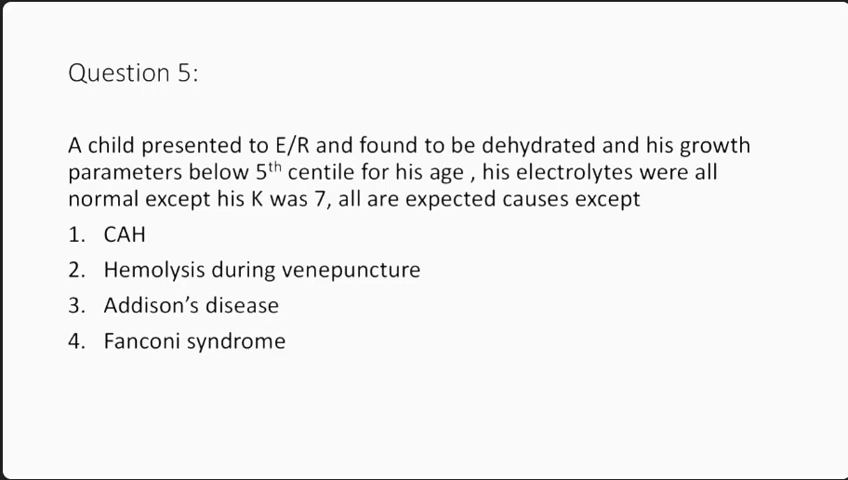 Question 5:
A child presented to E/R and found to be dehydrated and his growth
parameters below 5th centile for his age , his electrolytes were all
normal except his K was 7, all are expected causes except
1. CAH
2. Hemolysis during venepuncture
3. Addison’s disease
4. Fanconi syndrome